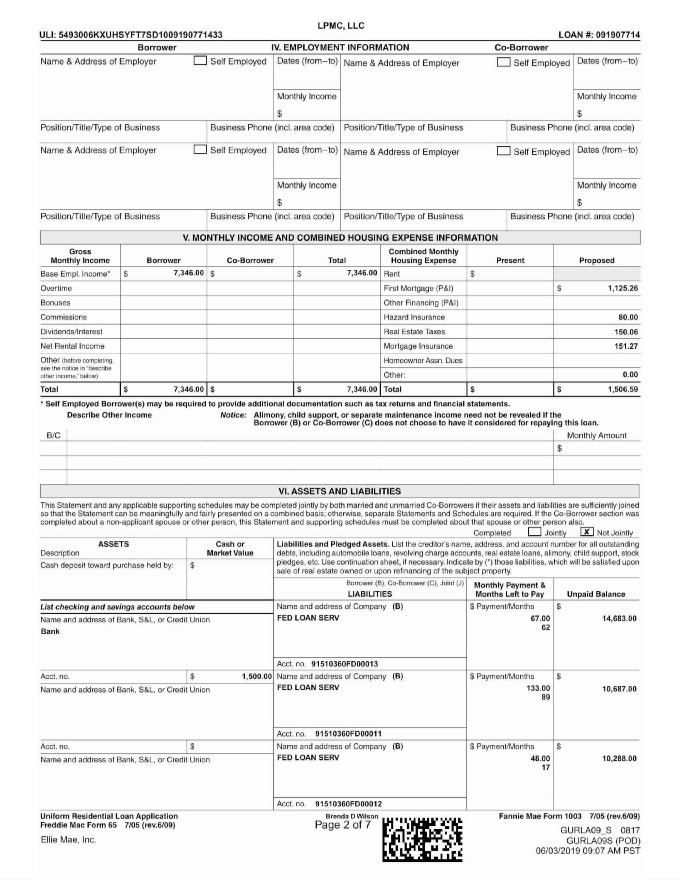 LPMC, LLC
ULI: 5493006KXUHSYFT7SD1009190771433 LOAN #: 091907714
Borrower IV. EMPLOYMENT INFORMATION Co-Borrower
Name & Address of Employer Self Employed Dates (from–to) Name & Address of Employer Self Employed Dates (from–to)
Monthly Income Monthly Income
$ $
Position/Title/Type of Business Business Phone (incl. area code) Position/Title/Type of Business Business Phone (incl. area code)
Name & Address of Employer Self Employed Dates (from–to) Name & Address of Employer Self Employed Dates (from–to)
Monthly Income Monthly Income
$ $
Position/Title/Type of Business Business Phone (incl. area code) Position/Title/Type of Business Business Phone (incl. area code)
V. MONTHLY INCOME AND COMBINED HOUSING EXPENSE INFORMATION
Gross Monthly Income Borrower Co-Borrower Total Combined Monthly Housing Expense Present Proposed
Base Empl. Income* $ 7,346.00 $ $ 7,346.00 Rent $
Overtime First Mortgage (P&I) $ 1,125.26
Bonuses Other Financing (P&I)
Commissions Hazard Insurance 80.00
Dividends/Interest Real Estate Taxes 150.06
Net Rental Income Mortgage Insurance 151.27
Other (before completing, see the notice in "describe other income," below) Homeowner Assn. Dues
Other: 0.00
Total $ 7,346.00 $ $ 7,346.00 Total $ $ 1,506.59
* Self Employed Borrower(s) may be required to provide additional documentation such as tax returns and financial statements.
Describe Other Income Notice: Alimony, child support, or separate maintenance income need not be revealed if the
Borrower (B) or Co-Borrower (C) does not choose to have it considered for repaying this loan.
B/C Monthly Amount
$
VI. ASSETS AND LIABILITIES
This Statement and any applicable supporting schedules may be completed jointly by both married and unmarried Co-Borrowers if their assets and liabilities are sufficiently joined
so that the Statement can be meaningfully and fairly presented on a combined basis; otherwise, separate Statements and Schedules are required. If the Co-Borrower section was
completed about a non-applicant spouse or other person, this Statement and supporting schedules must be completed about that spouse or other person also.
Completed Jointly X Not Jointly
ASSETS Cash or Market Value
Description
Cash deposit toward purchase held by: $
Liabilities and Pledged Assets. List the creditor's name, address, and account number for all outstanding
debts, including automobile loans, revolving charge accounts, real estate loans, alimony, child support, stock
pledges, etc. Use continuation sheet, if necessary. Indicate by (*) those liabilities, which will be satisfied upon
sale of real estate owned or upon refinancing of the subject property.
Borrower (B), Co-Borrower (C), Joint (J)
LIABILITIES Monthly Payment & Months Left to Pay Unpaid Balance
List checking and savings accounts below Name and address of Company (B) $ Payment/Months $
Name and address of Bank, S&L, or Credit Union FED LOAN SERV 67.00 14,683.00
Bank 62
Acct. no. 91510360FD00013
Acct. no. $ 1,500.00 Name and address of Company (B) $ Payment/Months $
Name and address of Bank, S&L, or Credit Union FED LOAN SERV 133.00 10,687.00
89
Acct. no. 91510360FD00011
Acct. no. $ Name and address of Company (B) $ Payment/Months $
Name and address of Bank, S&L, or Credit Union FED LOAN SERV 48.00 10,288.00
17
Acct. no. 91510360FD00012
Uniform Residential Loan Application Brenda D Wilson Fannie Mae Form 1003 7/05 (rev.6/09)
Freddie Mac Form 65 7/05 (rev.6/09) Page 2 of 7
GURLA09_S 0817
Ellie Mae, Inc. GURLA09S (POD)
06/03/2019 09:07 AM PST